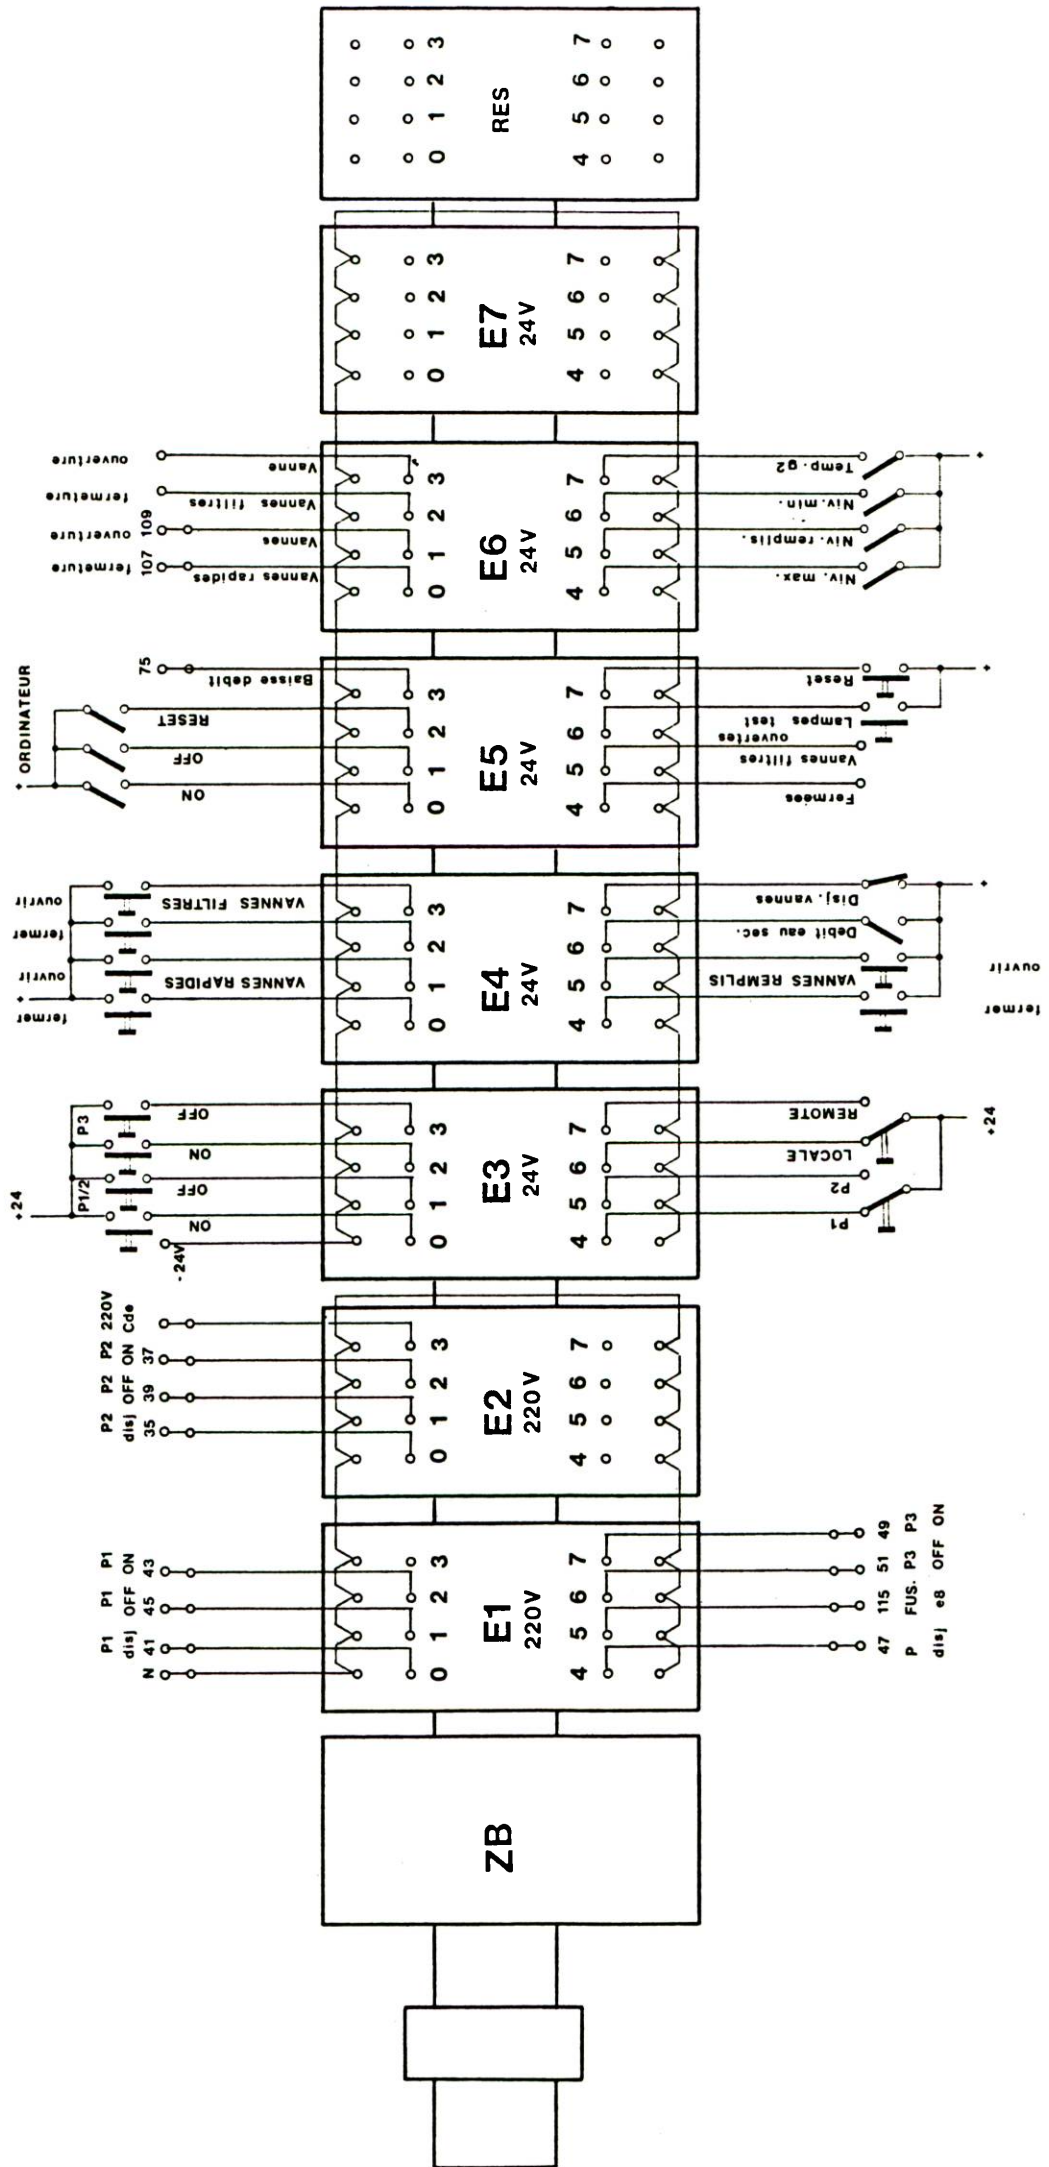 RES
0 1 2 3
4 5 6 7
E7
24V
0 1 2 3
4 5 6 7
fermeture
ouverture
fermeture
ouverture
107
109
Vannes rapides
Vannes
Vannes filtres
Vanne
0 1 2 3
E6
24V
4 5 6 7
Niv. max.
Niv. remplis.
Niv. min.
Temp. g2
+
+ ORDINATEUR
75
ON
OFF
RESET
Baisse debit
0 1 2 3
E5
24V
4 5 6 7
Fermées
Vannes filtres
ouvertes
Lampes test
Reset
+
fermer
ouvrir
fermer
ouvrir
+
VANNES RAPIDES
VANNES FILTRES
0 1 2 3
E4
24V
4 5 6 7
VANNES REMPLIS
Debit eau sec.
Disj. vannes
+
fermer
ouvrir
+24
P1/2
P3
-24V
ON
OFF
ON
OFF
0 1 2 3
E3
24V
4 5 6 7
P1
P2
LOCALE
REMOTE
+24
P2 P2 P2 220V
disj OFF ON Cde
35 39 37
0 1 2 3
E2
220V
4 5 6 7
P1 P1 P1
disj OFF ON
N 41 45 43
0 1 2 3
E1
220V
4 5 6 7
47 115 51 49
P FUS. P3 P3
disj e8 OFF ON
ZB